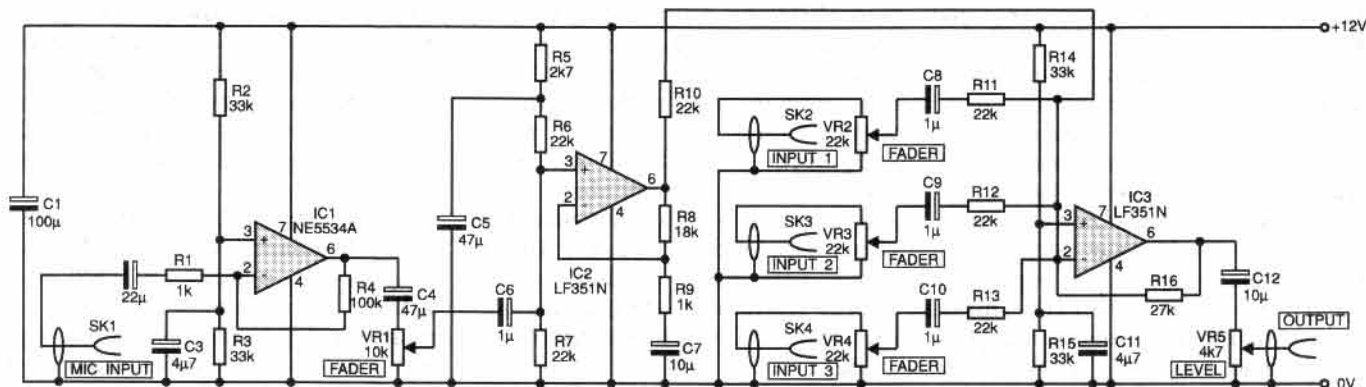 +12V
C1
100µ
SK1
MIC INPUT
22µ
R1
1k
C3
4µ7
R2
33k
R3
33k
3
2
7
4
6
+
-
IC1
NE5534A
R4
100k
C4
47µ
VR1
10k
FADER
C5
47µ
C6
1µ
R5
2k7
R6
22k
R7
22k
3
2
7
4
6
+
-
IC2
LF351N
R10
22k
R8
18k
R9
1k
C7
10µ
SK2
INPUT 1
VR2
22k
FADER
C8
1µ
R11
22k
SK3
INPUT 2
VR3
22k
FADER
C9
1µ
R12
22k
SK4
INPUT 3
VR4
22k
FADER
C10
1µ
R13
22k
R14
33k
R15
33k
C11
4µ7
3
2
7
4
6
+
-
IC3
LF351N
R16
27k
C12
10µ
VR5
4k7
LEVEL
OUTPUT
0V